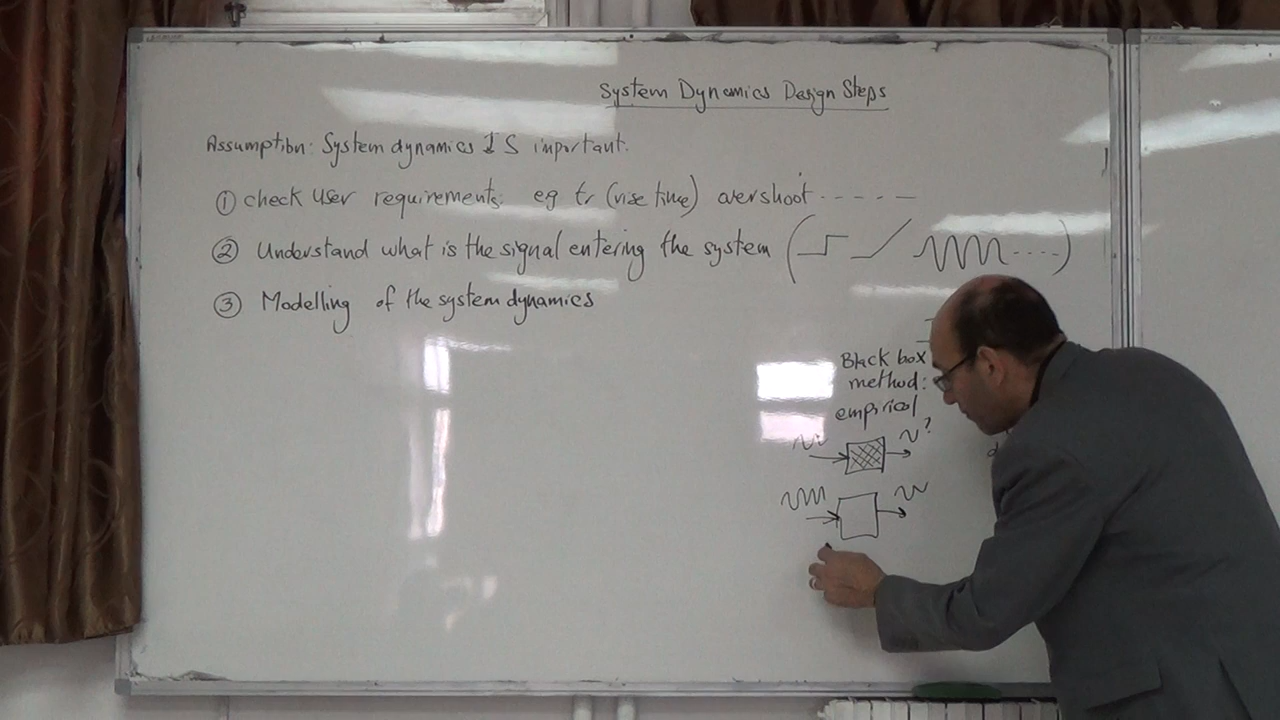 System Dynamics Design Steps
Assumption: System dynamics IS important.
① check user requirements: eg tr (rise time) overshoot - - - - - -
② Understand what is the signal entering the system ( .... )
③ Modelling of the system dynamics
Black box
method:
empirical
?